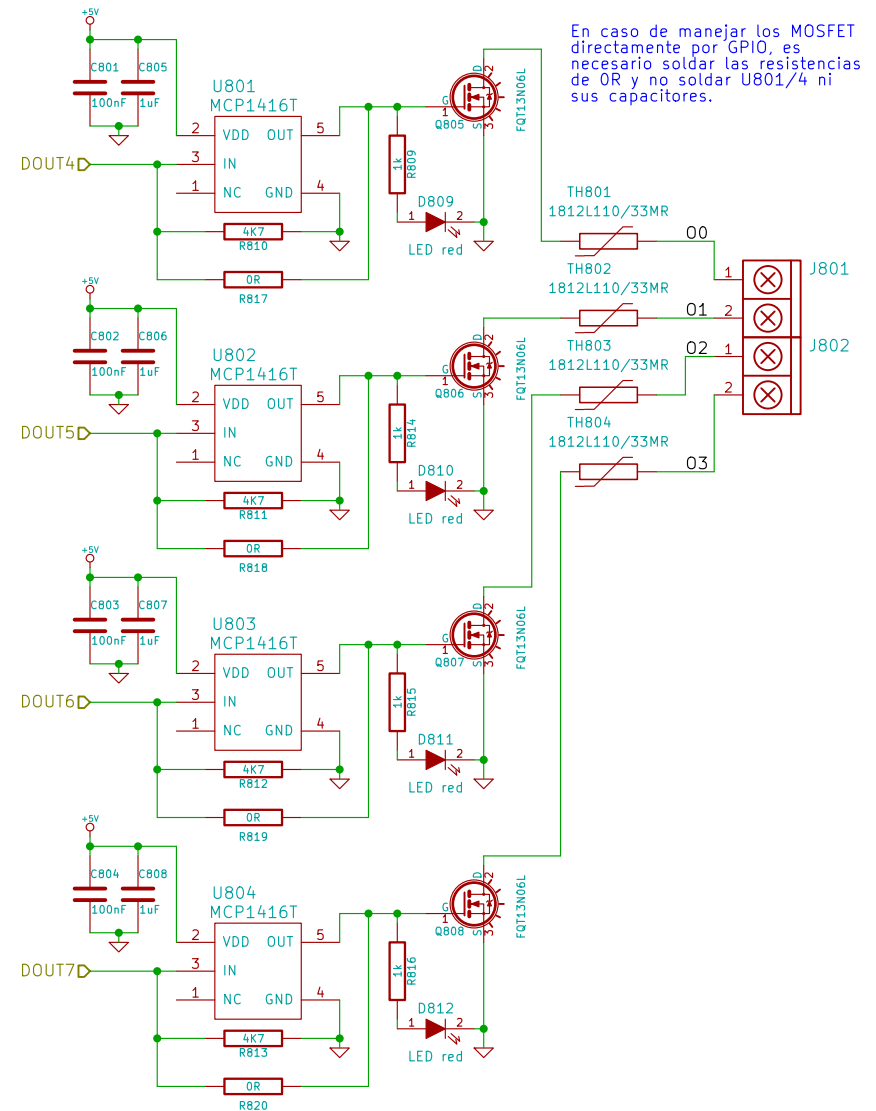 En caso de manejar los MOSFET
directamente por GPIO, es
necesario soldar las resistencias
de 0R y no soldar U801/4 ni
sus capacitores.
+5V
C801
100nF
C805
1uF
U801
MCP1416T
2 VDD OUT 5
3 IN
1 NC GND 4
DOUT4
4K7
R810
0R
R817
1k
R809
D809
1 2
LED red
G
1
Q805
D
2
S
3
FQT13N06L
TH801
1812L110/33MR
O0
TH802
1812L110/33MR
O1
TH803
1812L110/33MR
O2
TH804
1812L110/33MR
O3
J801
1
2
J802
1
2
+5V
C802
100nF
C806
1uF
U802
MCP1416T
2 VDD OUT 5
3 IN
1 NC GND 4
DOUT5
4K7
R811
0R
R818
1k
R814
D810
1 2
LED red
G
1
Q806
D
2
S
3
FQT13N06L
+5V
C803
100nF
C807
1uF
U803
MCP1416T
2 VDD OUT 5
3 IN
1 NC GND 4
DOUT6
4K7
R812
0R
R819
1k
R815
D811
1 2
LED red
G
1
Q807
D
2
S
3
FQT13N06L
+5V
C804
100nF
C808
1uF
U804
MCP1416T
2 VDD OUT 5
3 IN
1 NC GND 4
DOUT7
4K7
R813
0R
R820
1k
R816
D812
1 2
LED red
G
1
Q808
D
2
S
3
FQT13N06L